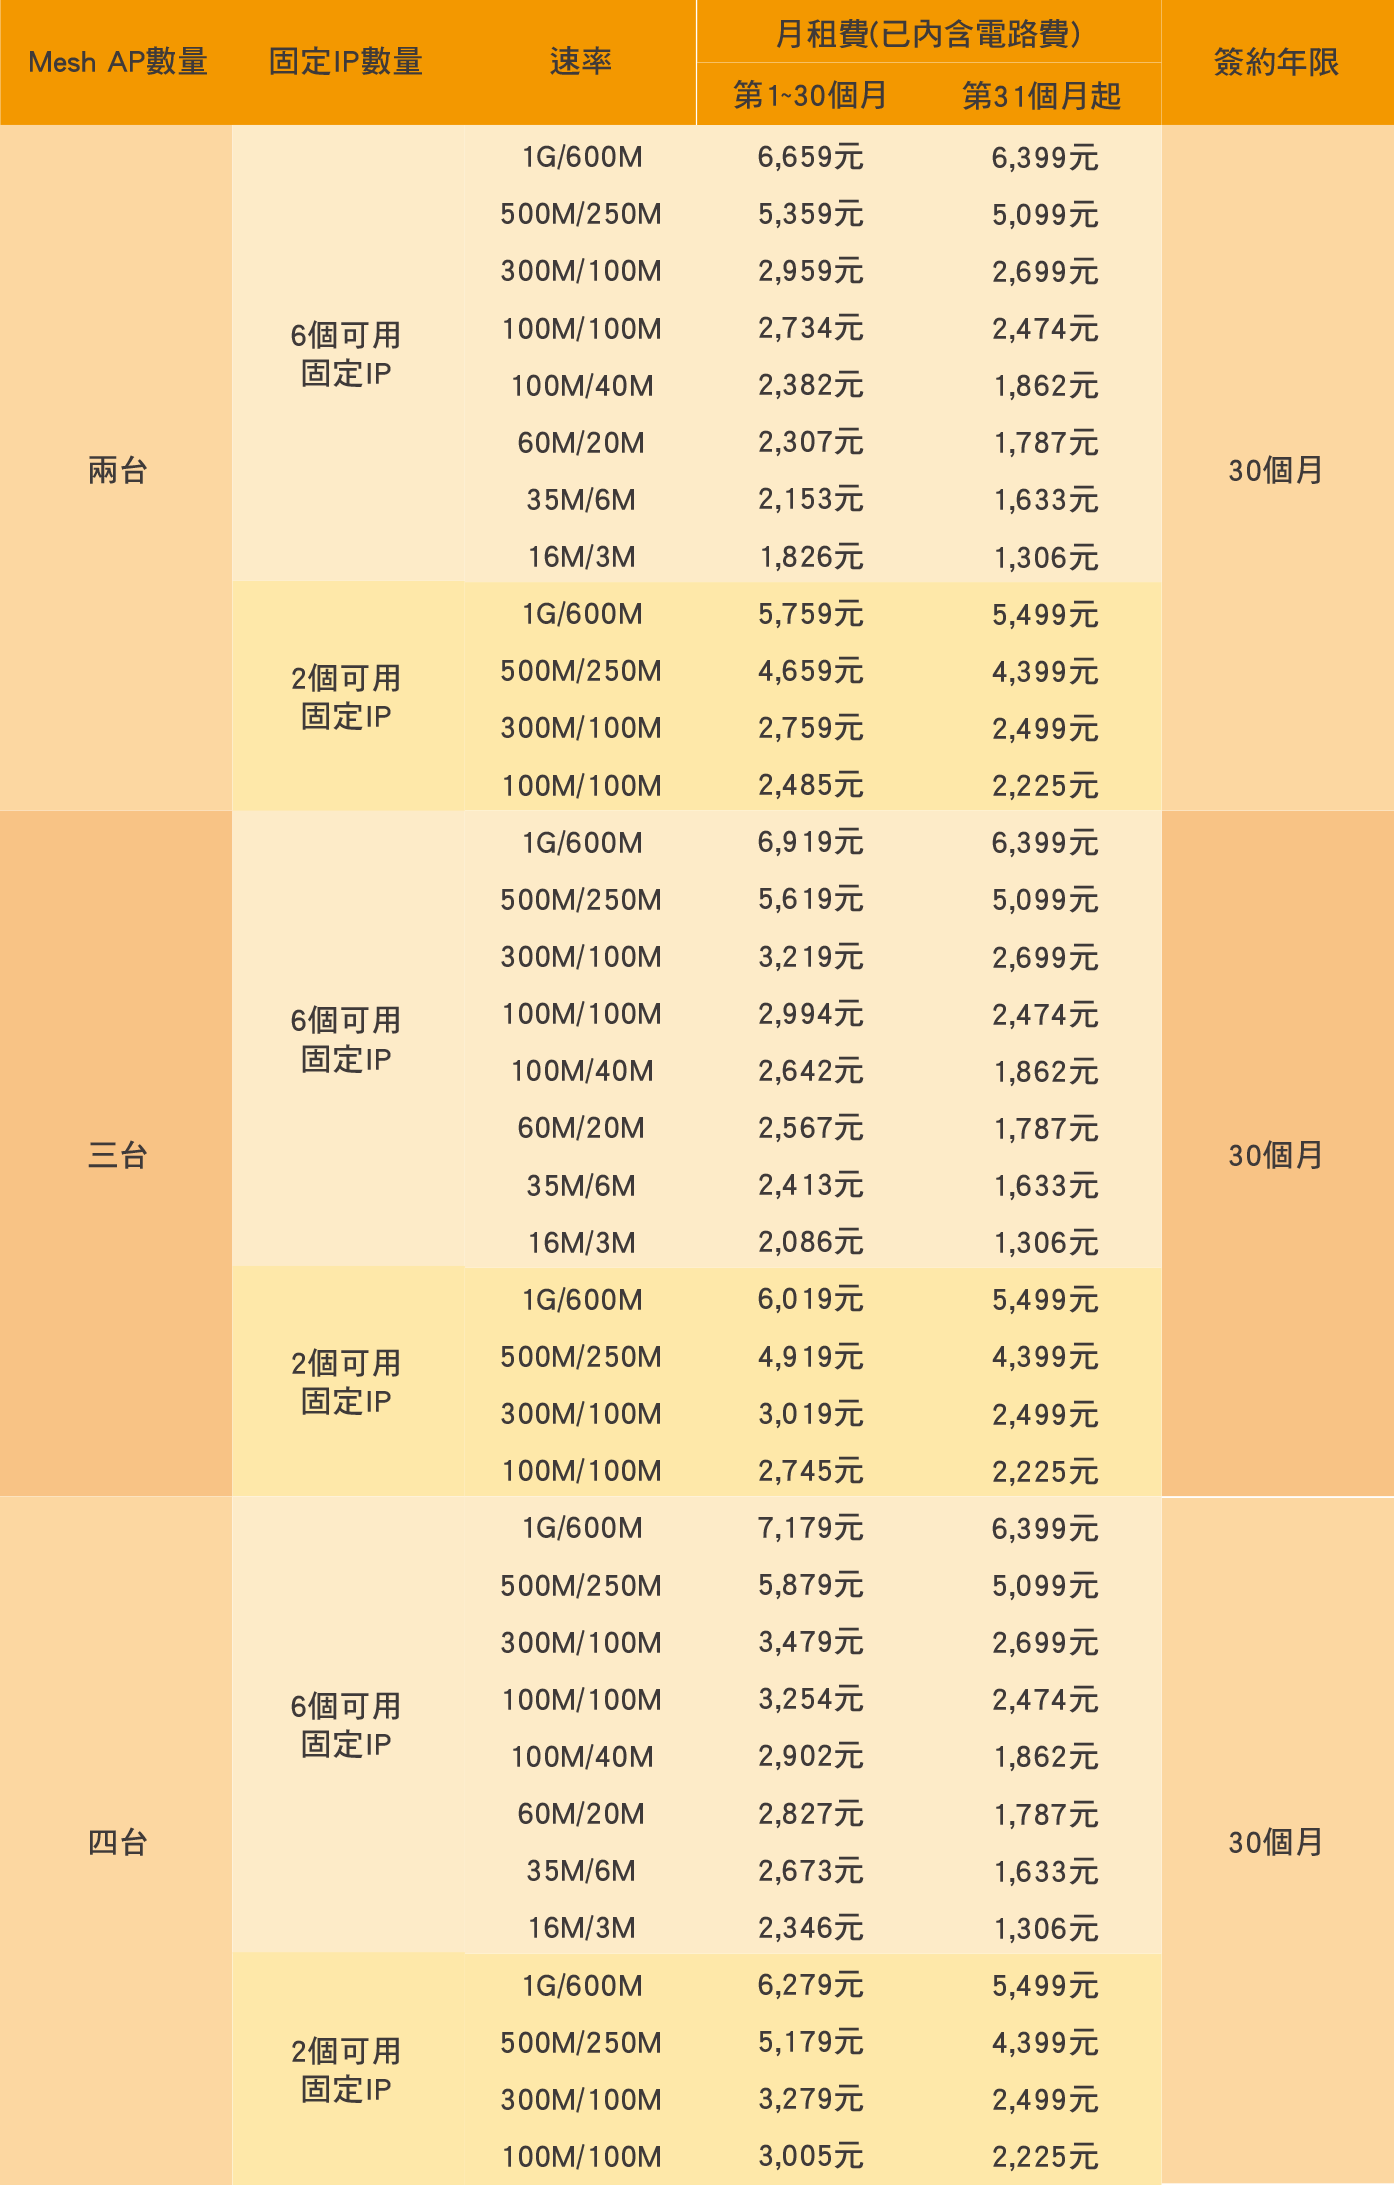 Mesh AP數量 固定IP數量 速率 月租費(己內含電路費) 簽約年限
第1~30個月 第31個月起
兩台
6個可用
固定IP
1G/600M 6,659元 6,399元
500M/250M 5,359元 5,099元
300M/100M 2,959元 2,699元
100M/100M 2,734元 2,474元
100M/40M 2,382元 1,862元
60M/20M 2,307元 1,787元
35M/6M 2,153元 1,633元
16M/3M 1,826元 1,306元
2個可用
固定IP
1G/600M 5,759元 5,499元
500M/250M 4,659元 4,399元
300M/100M 2,759元 2,499元
100M/100M 2,485元 2,225元
30個月
三台
6個可用
固定IP
1G/600M 6,919元 6,399元
500M/250M 5,619元 5,099元
300M/100M 3,219元 2,699元
100M/100M 2,994元 2,474元
100M/40M 2,642元 1,862元
60M/20M 2,567元 1,787元
35M/6M 2,413元 1,633元
16M/3M 2,086元 1,306元
2個可用
固定IP
1G/600M 6,019元 5,499元
500M/250M 4,919元 4,399元
300M/100M 3,019元 2,499元
100M/100M 2,745元 2,225元
30個月
四台
6個可用
固定IP
1G/600M 7,179元 6,399元
500M/250M 5,879元 5,099元
300M/100M 3,479元 2,699元
100M/100M 3,254元 2,474元
100M/40M 2,902元 1,862元
60M/20M 2,827元 1,787元
35M/6M 2,673元 1,633元
16M/3M 2,346元 1,306元
2個可用
固定IP
1G/600M 6,279元 5,499元
500M/250M 5,179元 4,399元
300M/100M 3,279元 2,499元
100M/100M 3,005元 2,225元
30個月